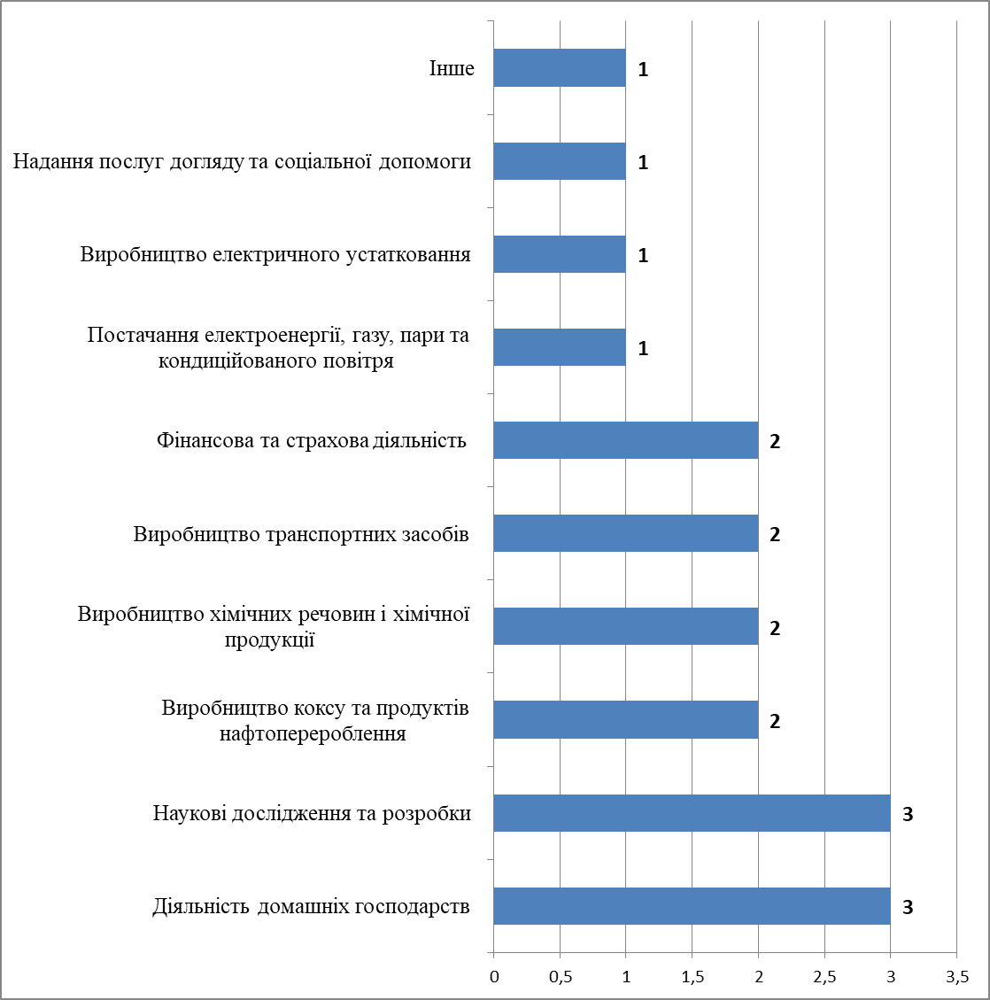 Інше 1
Надання послуг догляду та соціальної допомоги 1
Виробництво електричного устатковання 1
Постачання електроенергії, газу, пари та
кондиційованого повітря 1
Фінансова та страхова діяльність 2
Виробництво транспортних засобів 2
Виробництво хімічних речовин і хімічної
продукції 2
Виробництво коксу та продуктів
нафтоперероблення 2
Наукові дослідження та розробки 3
Діяльність домашніх господарств 3
0 0,5 1 1,5 2 2,5 3 3,5